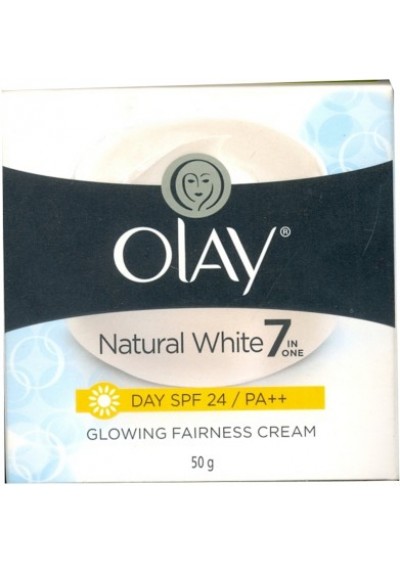 OLAY®
Natural White 7 IN ONE
DAY SPF 24 / PA++
GLOWING FAIRNESS CREAM
50 g